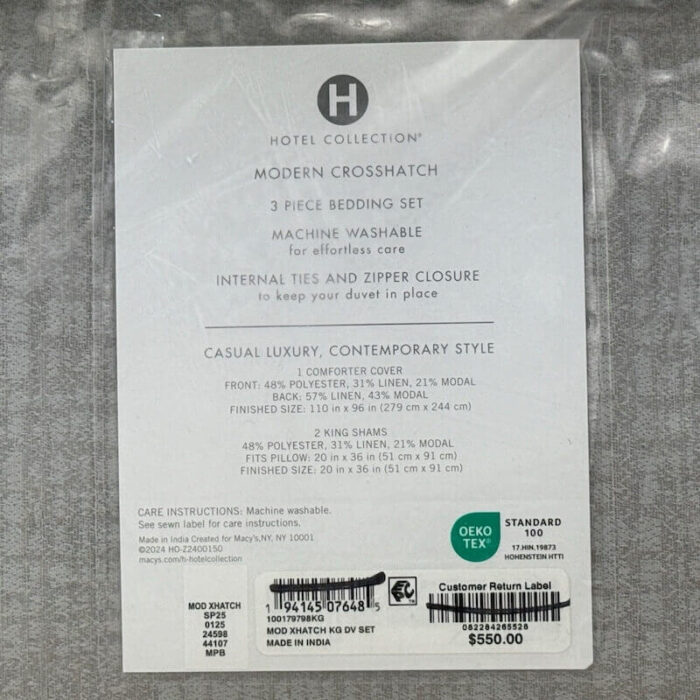 H
HOTEL COLLECTION®
MODERN CROSSHATCH
3 PIECE BEDDING SET
MACHINE WASHABLE
for effortless care
INTERNAL TIES AND ZIPPER CLOSURE
to keep your duvet in place
CASUAL LUXURY, CONTEMPORARY STYLE
1 COMFORTER COVER
FRONT: 48% POLYESTER, 31% LINEN, 21% MODAL
BACK: 57% LINEN, 43% MODAL
FINISHED SIZE: 110 in x 96 in (279 cm x 244 cm)
2 KING SHAMS
48% POLYESTER, 31% LINEN, 21% MODAL
FITS PILLOW: 20 in x 36 in (51 cm x 91 cm)
FINISHED SIZE: 20 in x 36 in (51 cm x 91 cm)
CARE INSTRUCTIONS: Machine washable.
See sewn label for care instructions.
Made in India Created for Macy's, NY, NY 10001
©2024 HO-Z2400150
macys.com/h-hotelcollection
OEKO
TEX®
STANDARD
100
17.HIN.19873
HOHENSTEIN HTTI
MOD XHATCH
SP25
0125
24598
44107
MPB
1 94145 07648 5
100179798KG
MOD XHATCH KG DV SET
MADE IN INDIA
Customer Return Label
082284265526
$550.00